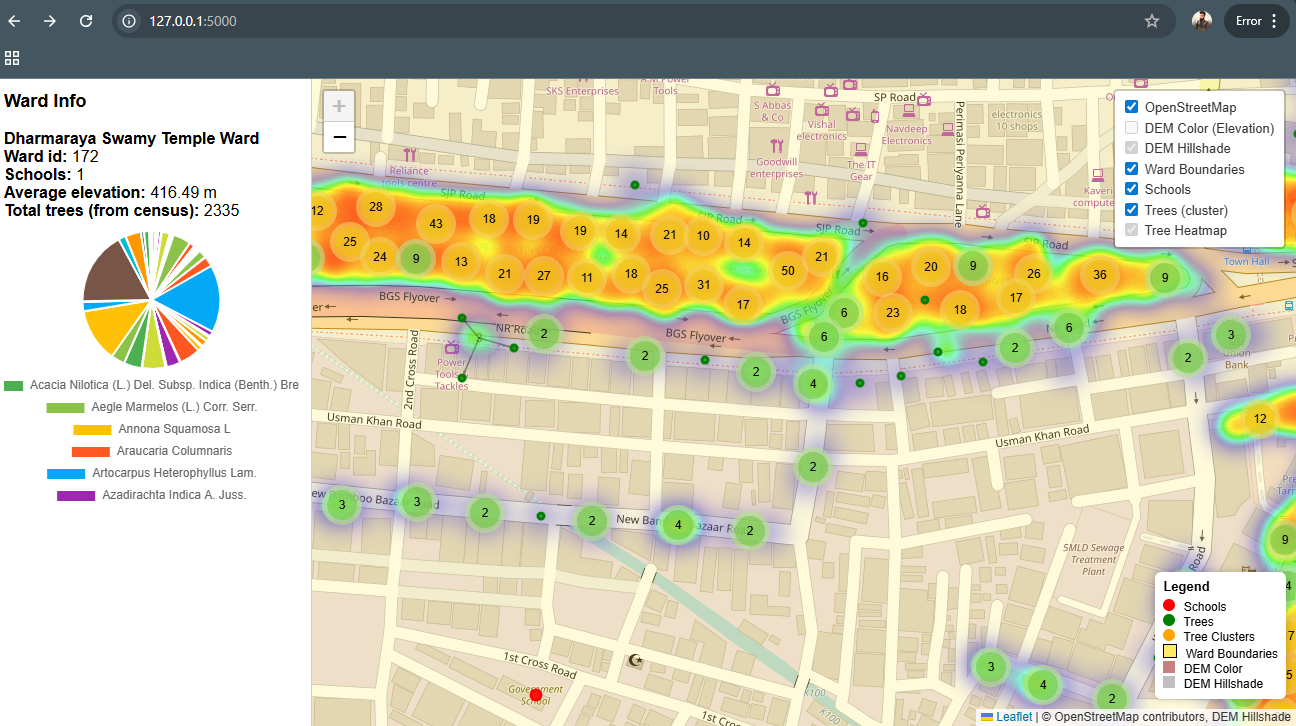 127.0.0.1:5000
Error
Ward Info
Dharmaraya Swamy Temple Ward
Ward id: 172
Schools: 1
Average elevation: 416.49 m
Total trees (from census): 2335
Acacia Nilotica (L.) Del. Subsp. Indica (Benth.) Bre
Aegle Marmelos (L.) Corr. Serr.
Annona Squamosa L
Araucaria Columnaris
Artocarpus Heterophyllus Lam.
Azadirachta Indica A. Juss.
+
−
OpenStreetMap
DEM Color (Elevation)
DEM Hillshade
Ward Boundaries
Schools
Trees (cluster)
Tree Heatmap
SKS Enterprises
Tools
S Abbas
& Co
Vishal
electronics
SP Road
Navdeep
Electronics
electronics
10 shops
Perimasi Periyanna Lane
Goodwill
enterprises
The IT
Gear
Reliance
tools centre
Kaveri
compute
Town Hall
SJP Road
SJP Road
SJP Road
SJP Road
12
28
43
18
19
19
14
21
10
14
21
25
24
9
13
21
27
11
18
25
31
17
50
16
20
9
26
36
9
23
18
17
6
6
6
BGS Flyover
BGS Flyover
BGS Flyover
er
NR Road
2
2
2
4
2
2
3
3
Union
Bank
12
Power
Tools
Tackles
2nd Cross Road
Usman Khan Road
Usman Khan Road
2
3
3
2
2
4
2
New Bamboo Bazaar Road
New Bamboo Bazaar Road
5MLD Sewage
Treatment
Plant
Road
9
4
7
5
3
4
2
1st Cross Road
Government
School
1st Cross
K100
K100
Legend
Schools
Trees
Tree Clusters
Ward Boundaries
DEM Color
DEM Hillshade
Leaflet | © OpenStreetMap contributors, DEM Hillshade